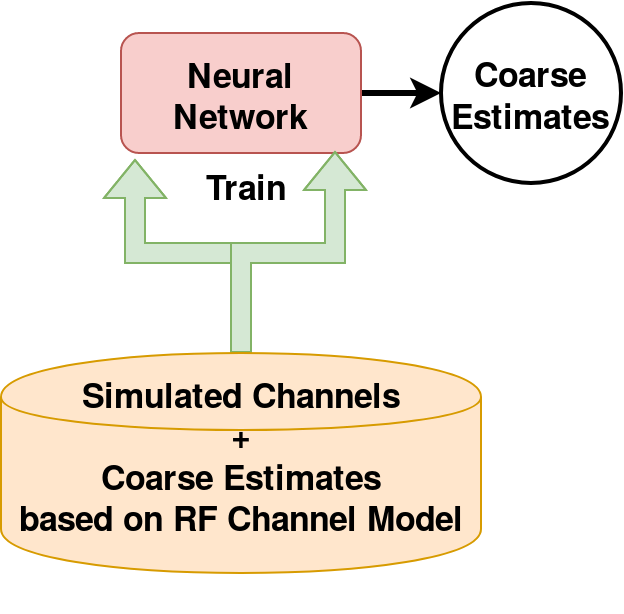 Neural
Network
Coarse
Estimates
Train
Simulated Channels
+
Coarse Estimates
based on RF Channel Model